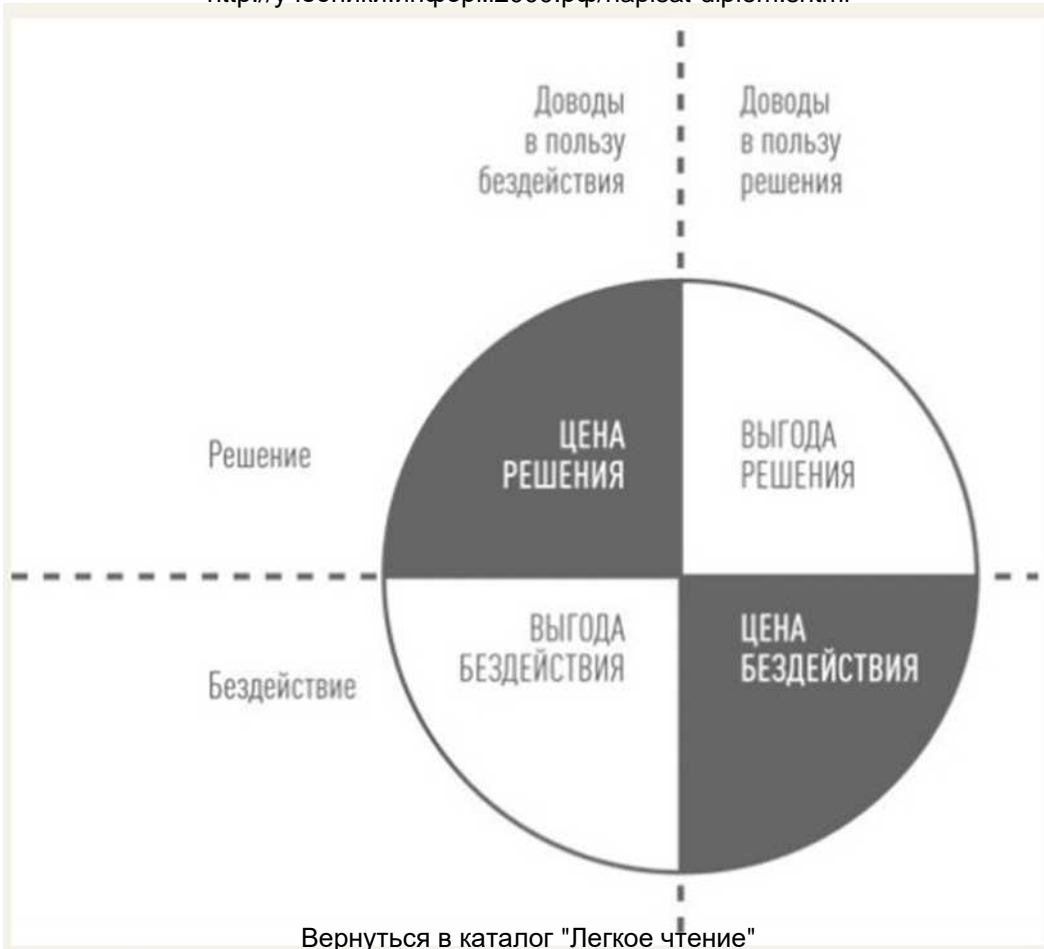 Доводы
в пользу
бездействия
Доводы
в пользу
решения
Решение
ЦЕНА
РЕШЕНИЯ
ВЫГОДА
РЕШЕНИЯ
Бездействие
ВЫГОДА
БЕЗДЕЙСТВИЯ
ЦЕНА
БЕЗДЕЙСТВИЯ
Вернуться в каталог "Легкое чтение"